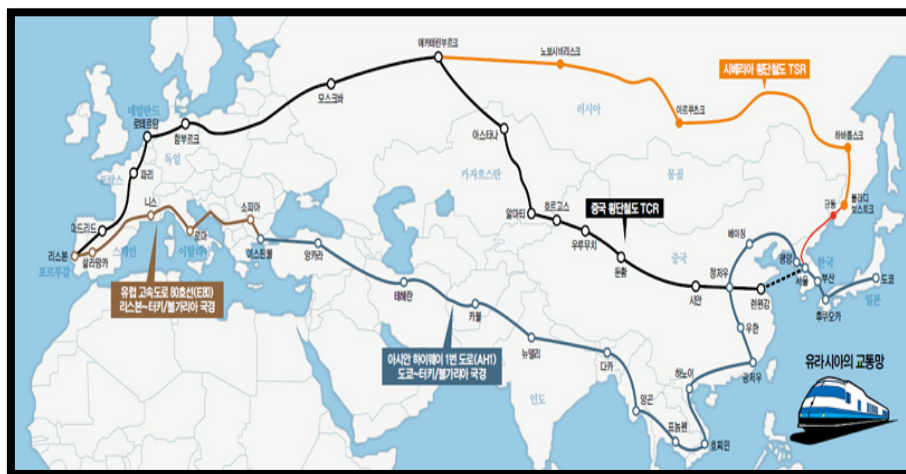 예카테린부르크
노보시비리스크
시베리아 횡단철도 TSR
모스크바
러시아
이르쿠츠크
네덜란드
로테르담
함부르크
아스타나
하바롭스크
독일
프랑스
파리
카자흐스탄
몽골
니스
소피아
알마티
호르고스
중국 횡단철도 TCR
단둥
블라디
보스토크
마드리드
로마
우루무치
베이징
리스본
포르투갈
살라망카
스페인
이탈리아
이스탄불
앙카라
둔황
중국
정저우
평양
한국
서울
부산
도쿄
일본
후쿠오카
유럽 고속도로 80호선(E80)
리스본~터키/불가리아 국경
테헤란
카불
시안
롄윈강
우한
아시안 하이웨이 1번 도로(AH1)
도쿄~터키/불가리아 국경
뉴델리
다카
하노이
광저우
유라시아의 교통망
인도
양곤
프놈펜
호찌민